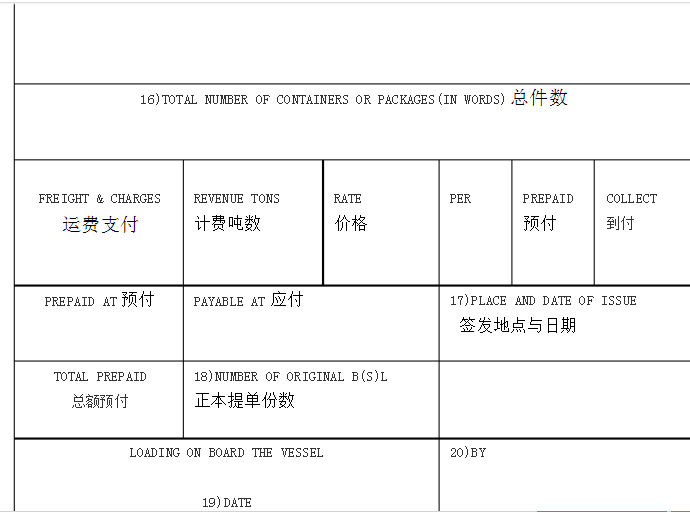 16)TOTAL NUMBER OF CONTAINERS OR PACKAGES(IN WORDS) 总件数
FREIGHT & CHARGES
运费支付
REVENUE TONS
计费吨数
RATE
价格
PER
PREPAID
预付
COLLECT
到付
PREPAID AT 预付
PAYABLE AT 应付
17)PLACE AND DATE OF ISSUE
签发地点与日期
TOTAL PREPAID
总额预付
18)NUMBER OF ORIGINAL B(S)L
正本提单份数
LOADING ON BOARD THE VESSEL
19)DATE
20)BY